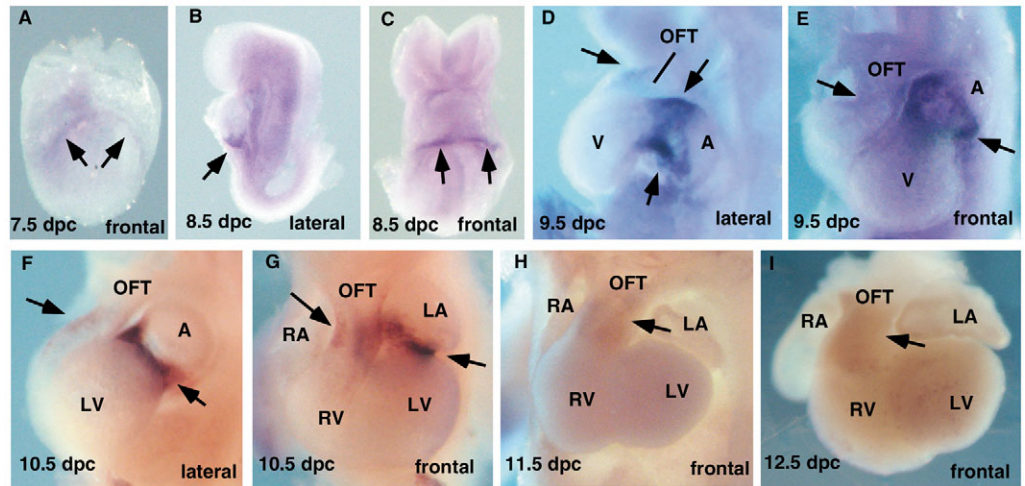 A
7.5 dpc frontal
B
8.5 dpc lateral
C
8.5 dpc frontal
D
OFT
V A
9.5 dpc lateral
E
OFT A
V
9.5 dpc frontal
F
OFT
A
LV
10.5 dpc lateral
G
OFT
RA LA
RV LV
10.5 dpc frontal
H
OFT
RA LA
RV LV
11.5 dpc frontal
I
OFT
RA LA
RV LV
12.5 dpc frontal